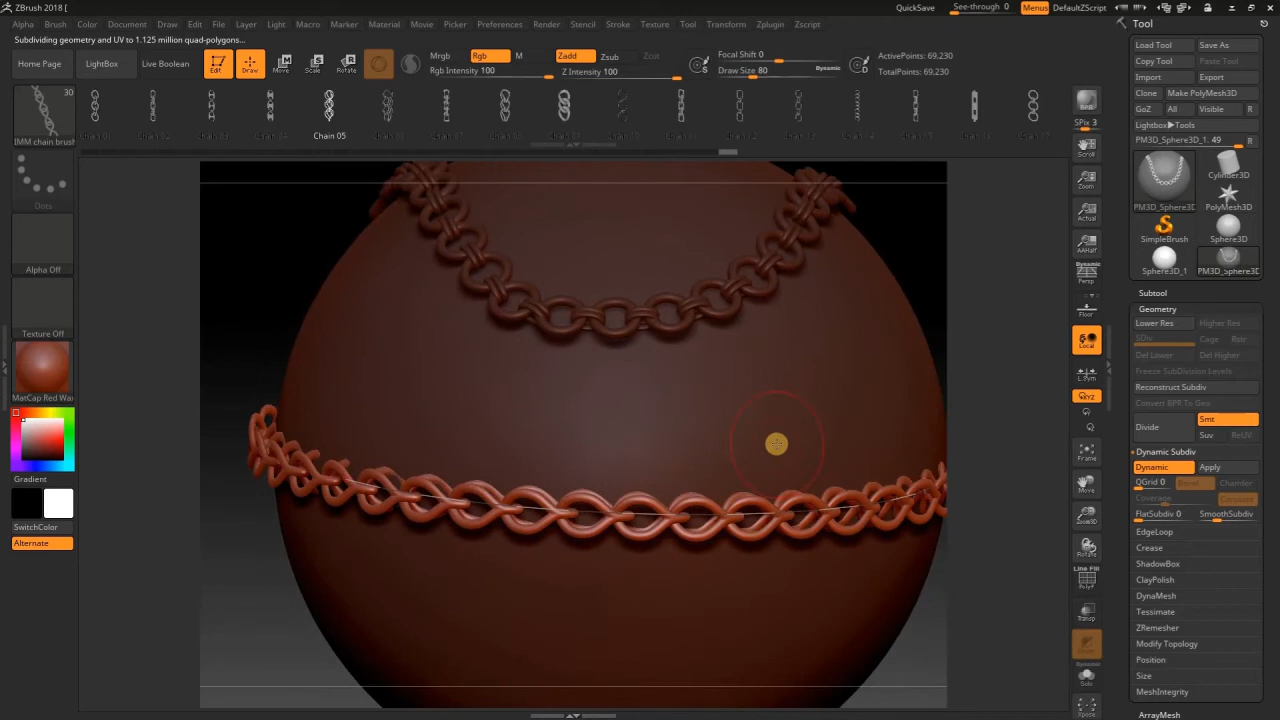 ZBrush 2018 [
QuickSave
See-through 0
Menus
DefaultZScript
Alpha Brush Color Document Draw Edit File Layer Light Macro Marker Material Movie Picker Preferences Render Stencil Stroke Texture Tool Transform Zplugin Zscript
Subdividing geometry and UV to 1.125 million quad-polygons...
Home Page
LightBox
Live Boolean
Edit
Draw
Move
Scale
Rotate
Mrgb
Rgb
M
Rgb Intensity 100
Zadd
Zsub
Zcut
Z Intensity 100
Focal Shift 0
Draw Size 80
Dynamic
S
D
ActivePoints: 69,230
TotalPoints: 69,230
30
IMM chain brush
Chain 05
Dots
Alpha Off
Texture Off
MatCap Red Wax
Gradient
SwitchColor
Alternate
BPR
SPix 3
Scroll
Zoom
Actual
AAHalf
Dynamic
Persp
Floor
Local
L.Sym
XYZ
Frame
Move
Zoom3D
Rotate
Line Fill
PolyF
Transp
Dynamic
Solo
Xpose
Tool
Load Tool
Save As
Copy Tool
Paste Tool
Import
Export
Clone
Make PolyMesh3D
GoZ
All
Visible
R
Lightbox▶Tools
PM3D_Sphere3D_1. 49
R
PM3D_Sphere3D
Cylinder3D
PolyMesh3D
SimpleBrush
Sphere3D
Sphere3D_1
PM3D_Sphere3D
Subtool
Geometry
Lower Res
Higher Res
SDiv
Cage
Rstr
Del Lower
Del Higher
Freeze SubDivision Levels
Reconstruct Subdiv
Convert BPR To Geo
Divide
Smt
Suv
ReUV
Dynamic Subdiv
Dynamic
Apply
QGrid 0
Bevel
Chamfer
Coverage
Constant
FlatSubdiv 0
SmoothSubdiv
EdgeLoop
Crease
ShadowBox
ClayPolish
DynaMesh
Tessimate
ZRemesher
Modify Topology
Position
Size
MeshIntegrity
ArrayMesh